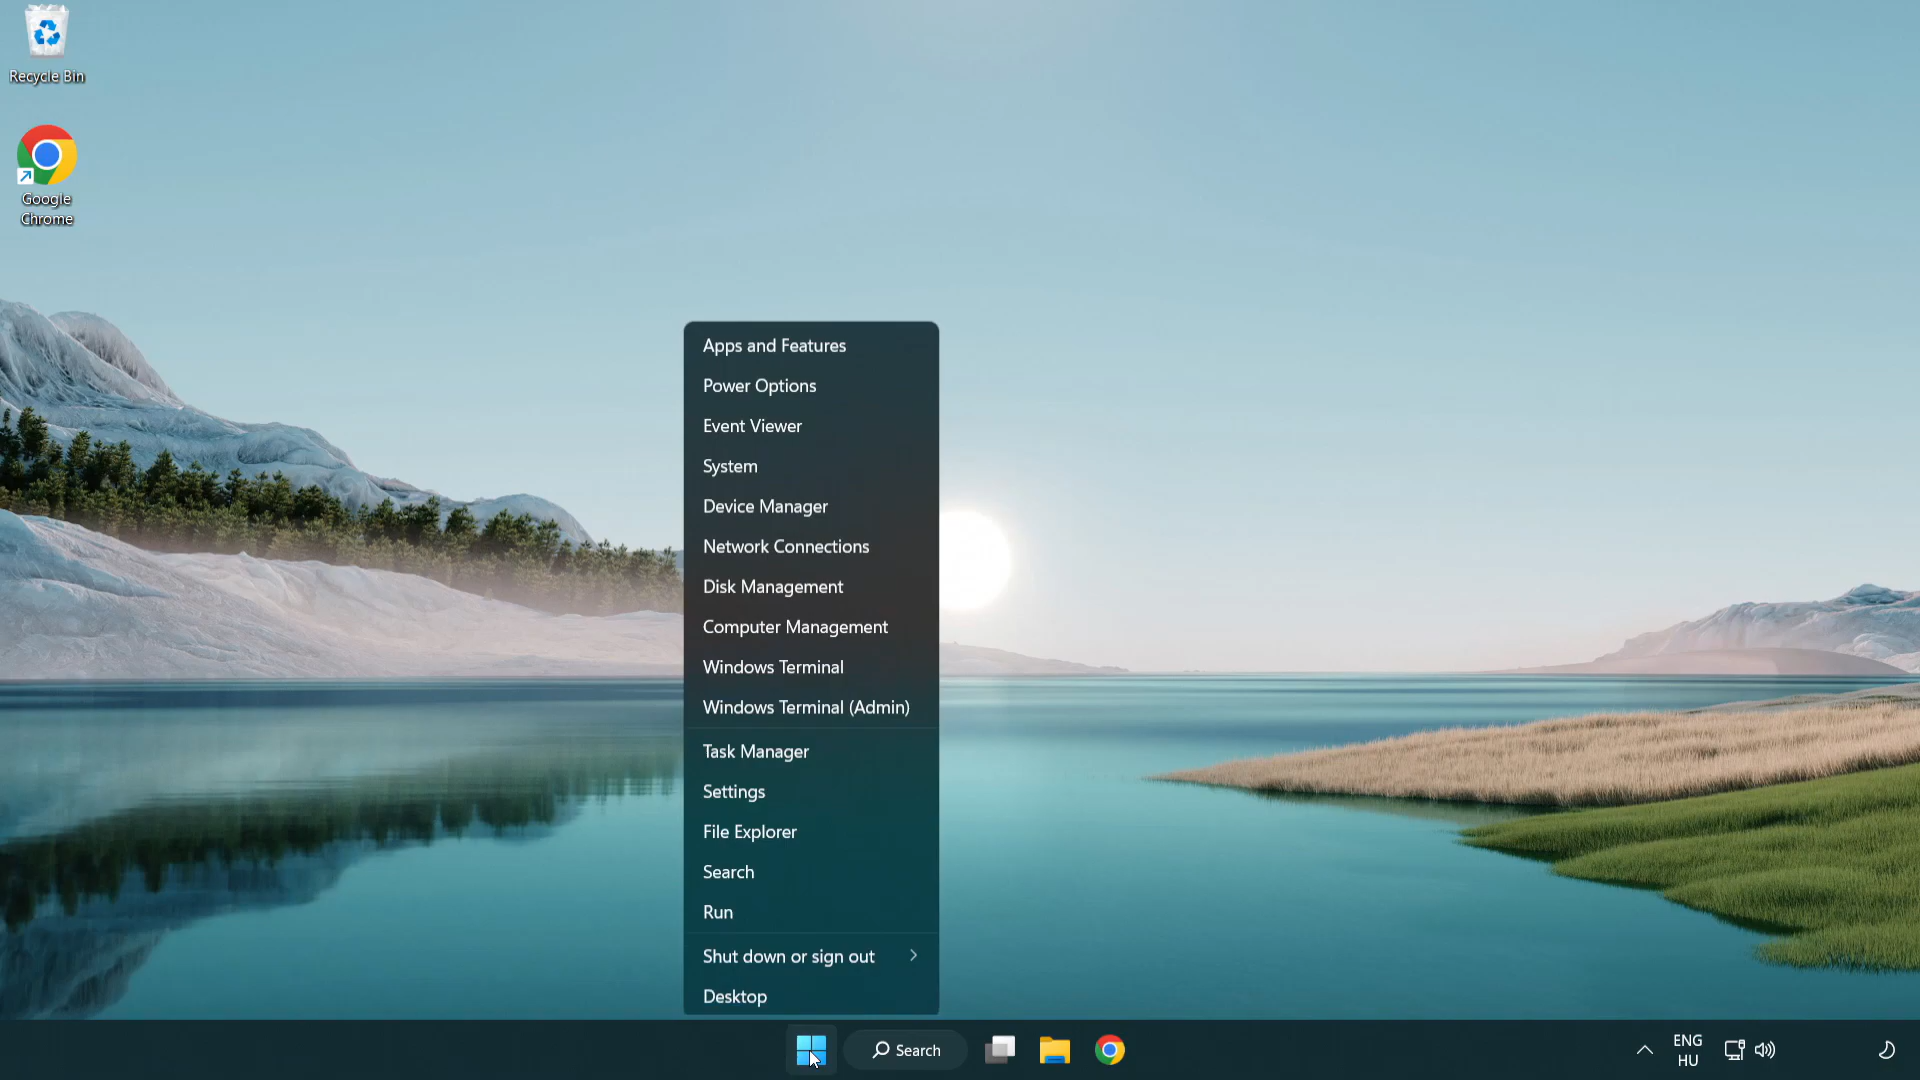 Recycle Bin
Google
Chrome
Apps and Features
Power Options
Event Viewer
System
Device Manager
Network Connections
Disk Management
Computer Management
Windows Terminal
Windows Terminal (Admin)
Task Manager
Settings
File Explorer
Search
Run
Shut down or sign out
Desktop
Search
ENG
HU